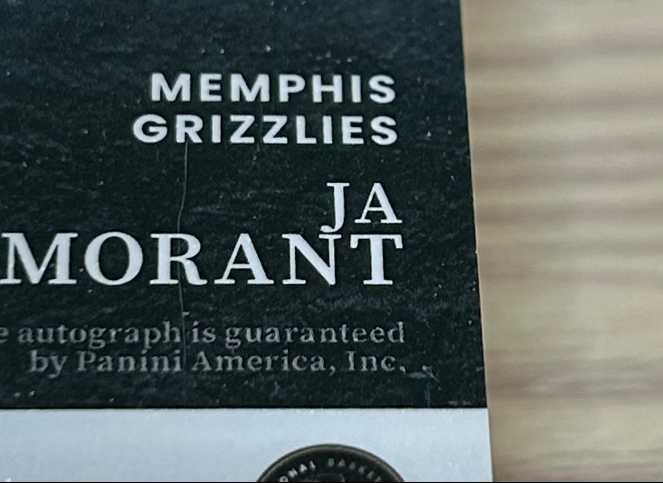 MEMPHIS
GRIZZLIES
JA
MORANT
autograph is guaranteed
by Panini America, Inc.